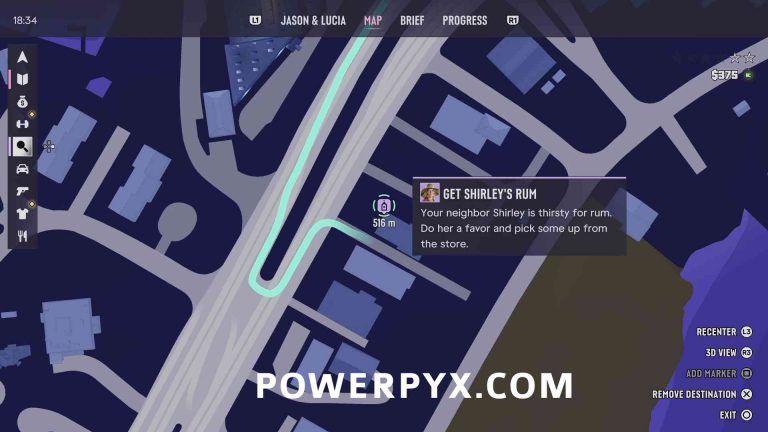 18:34
L1 JASON & LUCIA MAP BRIEF PROGRESS R1
$375
GET SHIRLEY'S RUM
Your neighbor Shirley is thirsty for rum.
Do her a favor and pick some up from
the store.
516 m
RECENTER L3
3D VIEW R3
ADD MARKER
REMOVE DESTINATION
EXIT
POWERPYX.COM